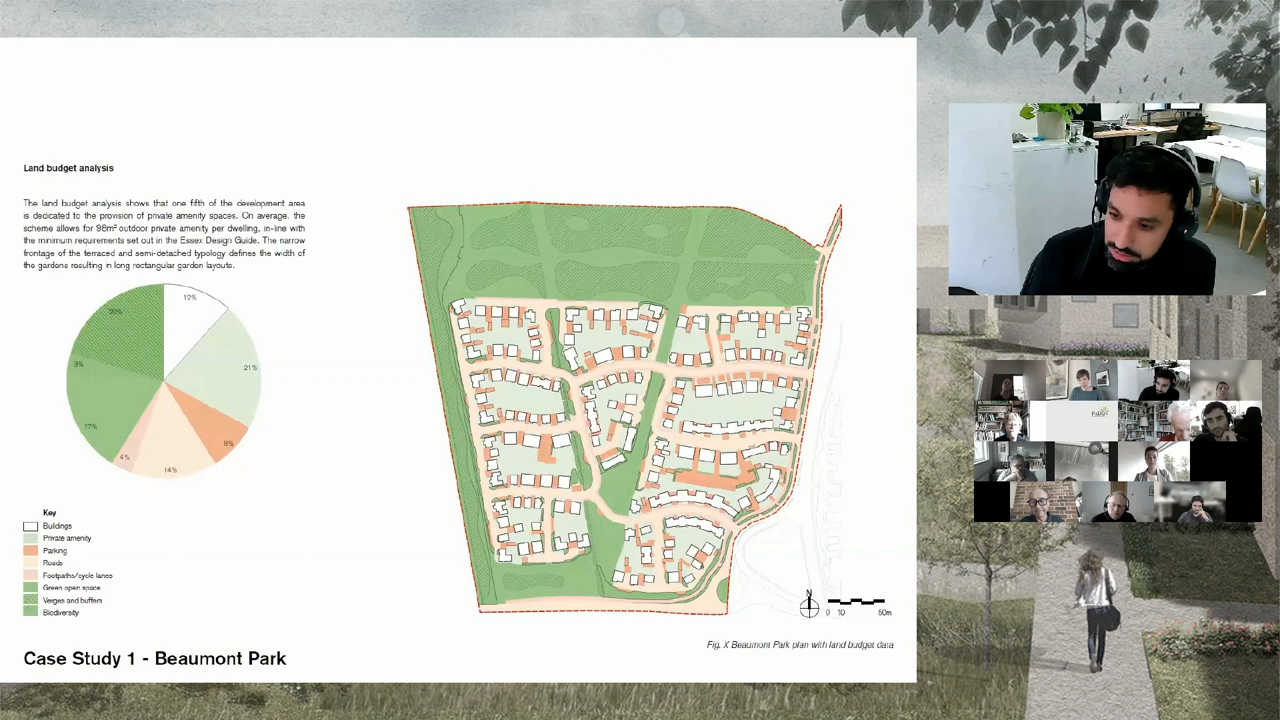 Land budget analysis
The land budget analysis shows that one fifth of the development area
is dedicated to the provision of private amenity spaces. On average, the
scheme allows for 98m² outdoor private amenity per dwelling, in-line with
the minimum requirements set out in the Essex Design Guide. The narrow
frontage of the terraced and semi-detached typology defines the width of
the gardens resulting in long rectangular garden layouts.
12%
21%
8%
14%
4%
17%
3%
Key
Buildings
Private amenity
Parking
Roads
Footpaths/cycle lanes
Green open space
Verges and buffers
Biodiversity
N
0 10 50m
Fig. X Beaumont Park plan with land budget data
Case Study 1 - Beaumont Park